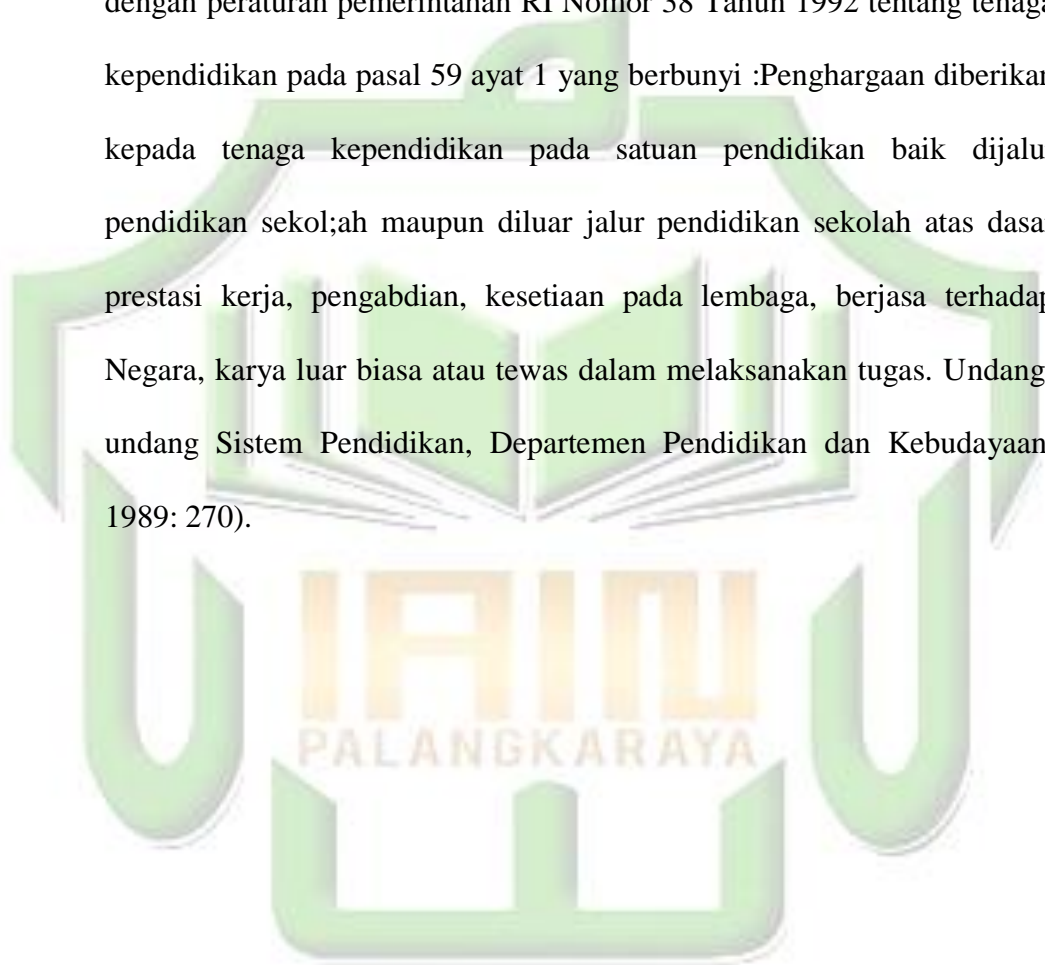 dengan peraturan pemerintahan RI Nomor 38 Tahun 1992 tentang tenaga
kependidikan pada pasal 59 ayat 1 yang berbunyi :Penghargaan diberikan
kepada tenaga kependidikan pada satuan pendidikan baik dijalu
pendidikan sekol;ah maupun diluar jalur pendidikan sekolah atas dasa
prestasi kerja, pengabdian, kesetiaan pada lembaga, berjasa terhadap
Negara, karya luar biasa atau tewas dalam melaksanakan tugas. Undang
undang Sistem Pendidikan, Departemen Pendidikan dan Kebudayaan
1989: 270).
IAIN
PALANGKARAYA